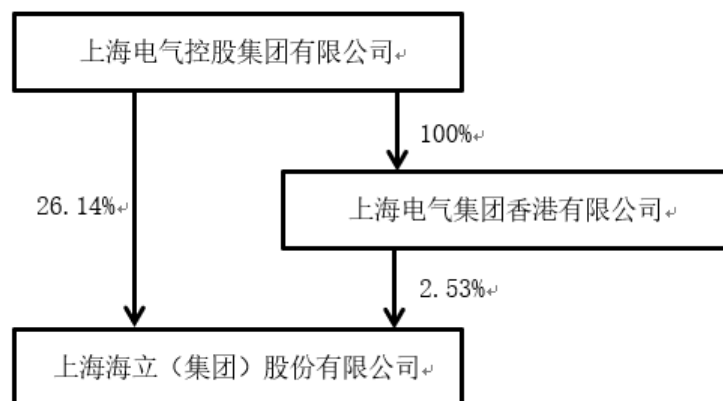 上海电气控股集团有限公司
100%
26.14%
上海电气集团香港有限公司
2.53%
上海海立（集团）股份有限公司